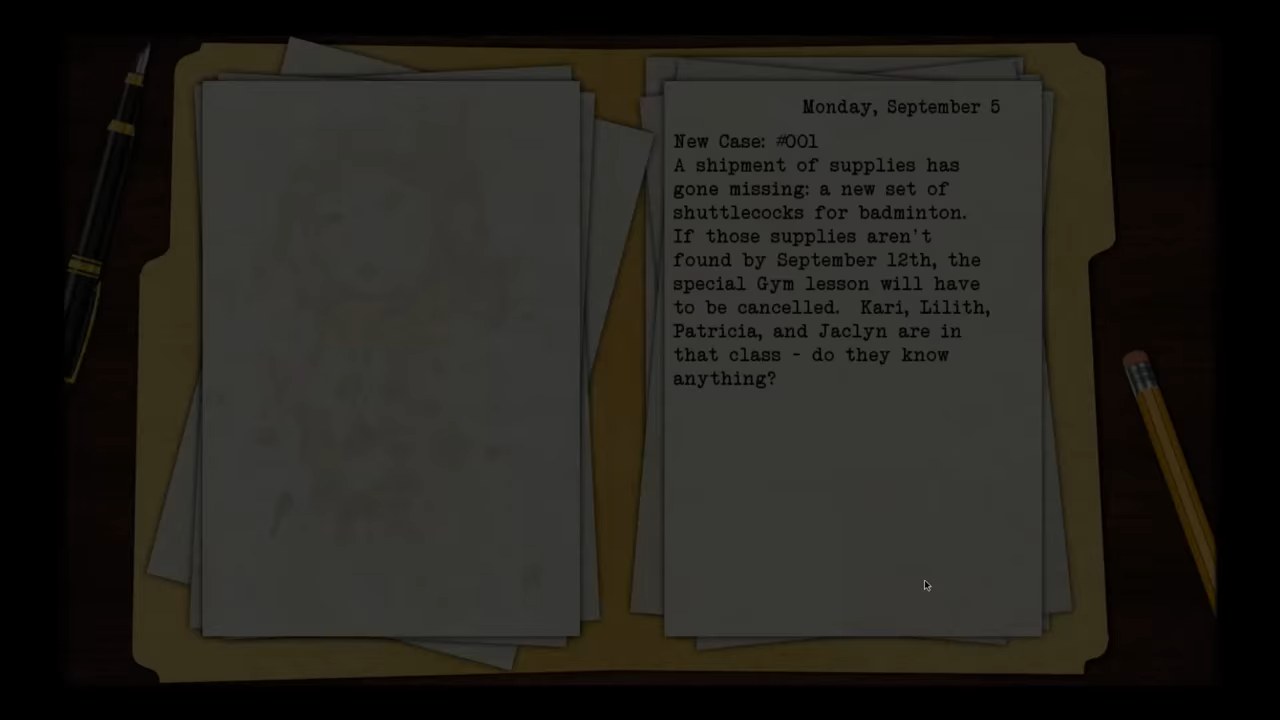 Monday, September 5
New Case: #001
A shipment of supplies has
gone missing: a new set of
shuttlecocks for badminton.
If those supplies aren't
found by September 12th, the
special Gym lesson will have
to be cancelled.  Kari, Lilith,
Patricia, and Jaclyn are in
that class - do they know
anything?